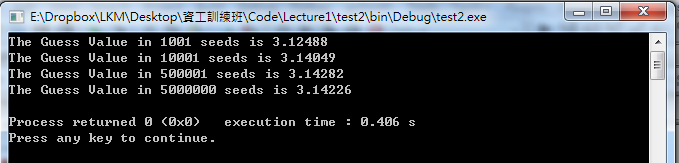 E:\Dropbox\LKM\Desktop\資工訓練班\Code\Lecture1\test2\bin\Debug\test2.exe
The Guess Value in 1001 seeds is 3.12488
The Guess Value in 10001 seeds is 3.14049
The Guess Value in 500001 seeds is 3.14282
The Guess Value in 5000000 seeds is 3.14226
Process returned 0 (0x0)   execution time : 0.406 s
Press any key to continue.